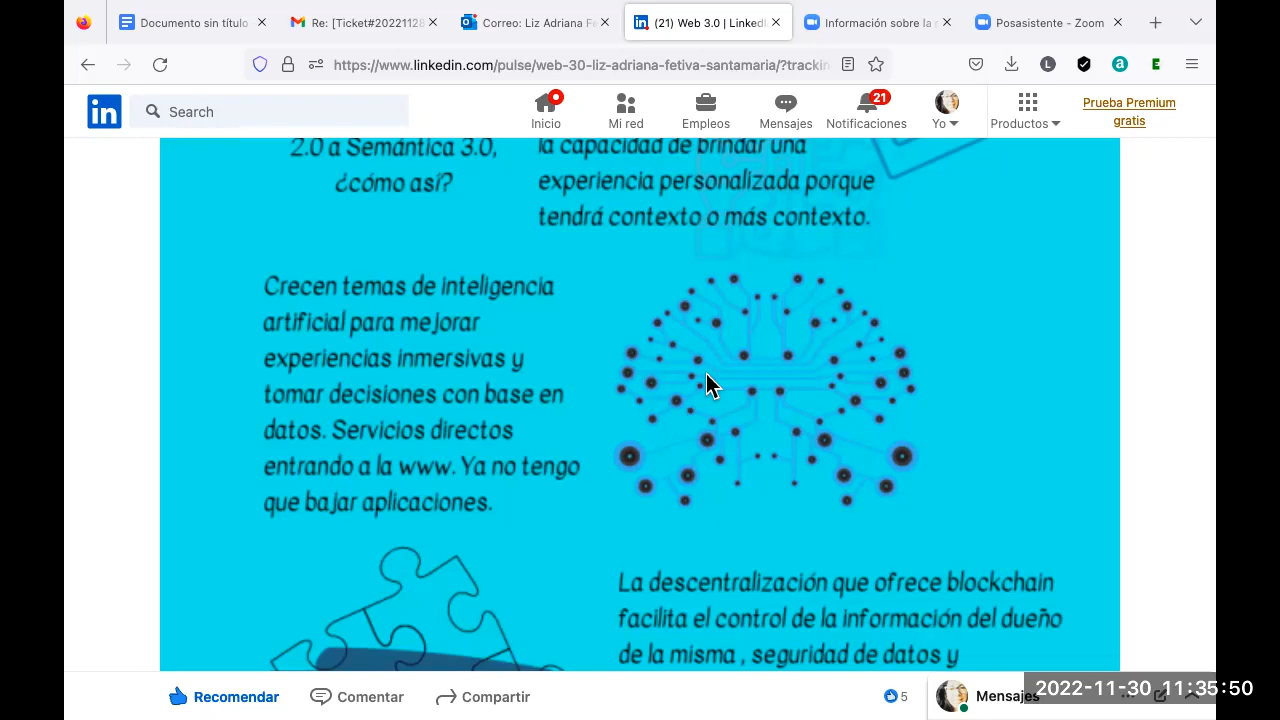 Documento sin título
Re: [Ticket#20221128
Correo: Liz Adriana Fe
(21) Web 3.0 | LinkedI
Información sobre la r
Posasistente - Zoom
https://www.linkedin.com/pulse/web-30-liz-adriana-fetiva-santamaria/?trackin
Search
Inicio
Mi red
Empleos
Mensajes
21
Notificaciones
Yo
Productos
Prueba Premium
gratis
2.0 a Semántica 3.0,
¿cómo así?
la capacidad de brindar una
experiencia personalizada porque
tendrá contexto o más contexto.
Crecen temas de inteligencia
artificial para mejorar
experiencias inmersivas y
tomar decisiones con base en
datos. Servicios directos
entrando a la www. Ya no tengo
que bajar aplicaciones.
La descentralización que ofrece blockchain
facilita el control de la información del dueño
de la misma , seguridad de datos y
Recomendar
Comentar
Compartir
5
Mensajes
2022-11-30 11:35:50